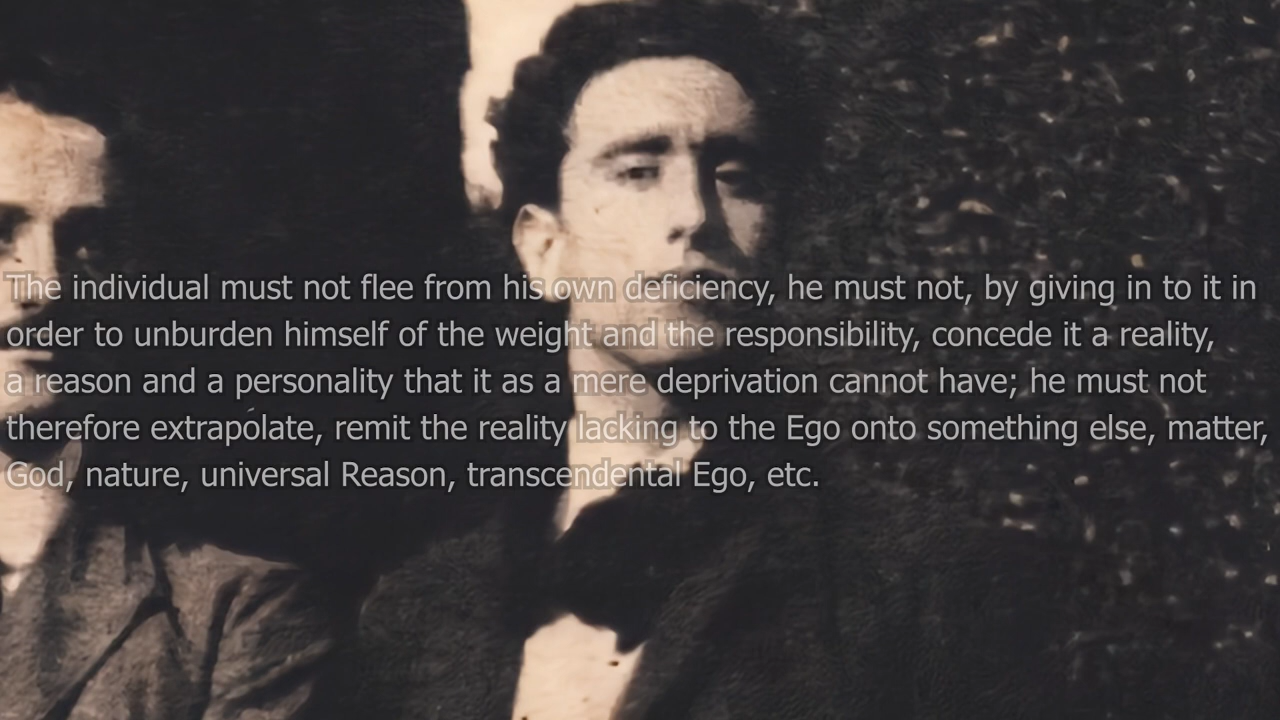 The individual must not flee from his own deficiency, he must not, by giving in to it in
order to unburden himself of the weight and the responsibility, concede it a reality,
a reason and a personality that it as a mere deprivation cannot have; he must not
therefore extrapolate, remit the reality lacking to the Ego onto something else, matter,
God, nature, universal Reason, transcendental Ego, etc.